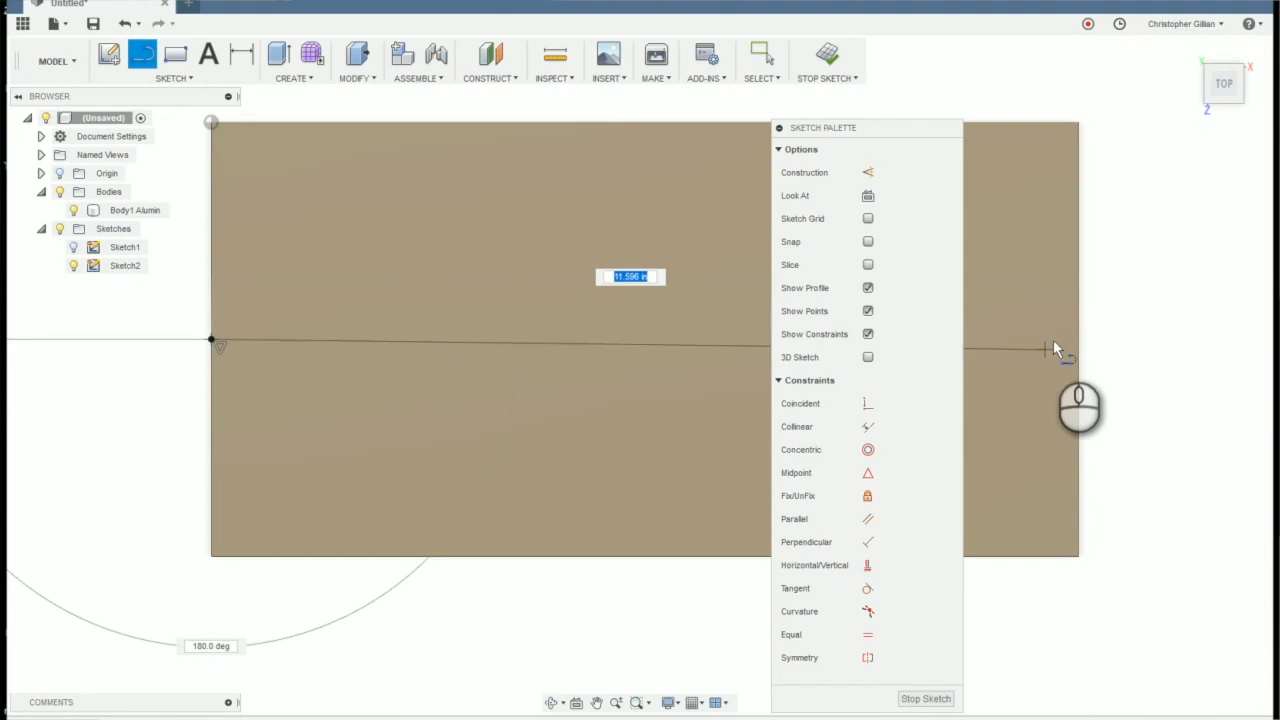 Untitled*
Christopher Gillian
MODEL
SKETCH
CREATE
MODIFY
ASSEMBLE
CONSTRUCT
INSPECT
INSERT
MAKE
ADD-INS
SELECT
STOP SKETCH
BROWSER
(Unsaved)
Document Settings
Named Views
Origin
Bodies
Body1 Alumin
Sketches
Sketch1
Sketch2
TOP
X
Y
Z
11.596 in
180.0 deg
SKETCH PALETTE
Options
Construction
Look At
Sketch Grid
Snap
Slice
Show Profile
Show Points
Show Constraints
3D Sketch
Constraints
Coincident
Collinear
Concentric
Midpoint
Fix/UnFix
Parallel
Perpendicular
Horizontal/Vertical
Tangent
Curvature
Equal
Symmetry
Stop Sketch
COMMENTS